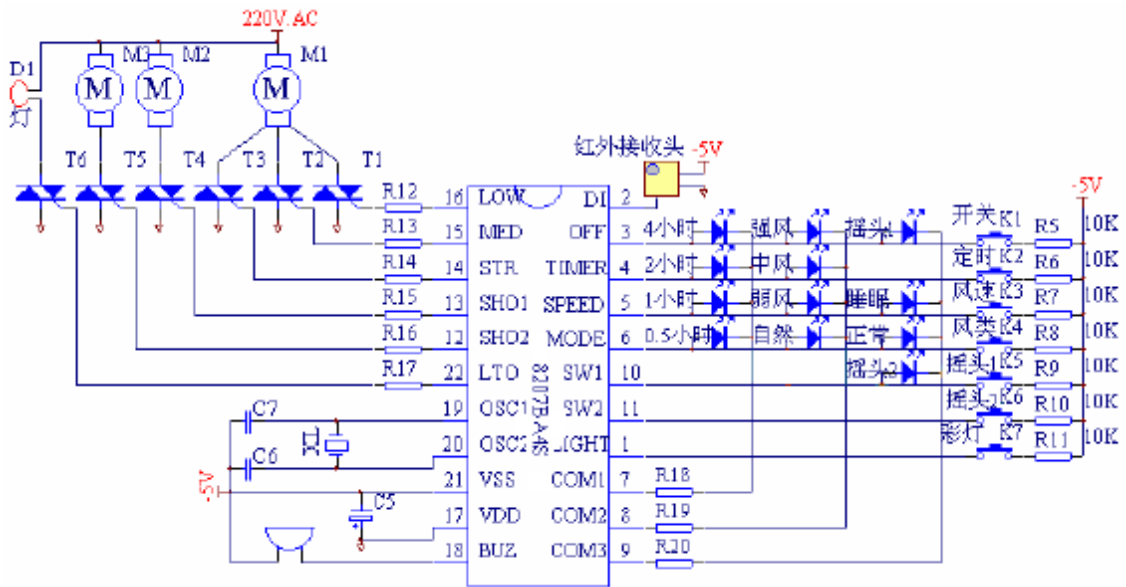 220V.AC
D1
灯
M3
M2
M1
M
M
M
T6
T5
T4
T3
T2
T1
红外接收头
-5V
-5V
R12
16
LOW
DI
2
R13
15
MED
OFF
3
4小时
强风
摇头1
开关
K1
R5
10K
R14
14
STR
TIMER
4
2小时
中风
定时
K2
R6
10K
R15
13
SHO1
SPEED
5
1小时
弱风
睡眠
风速
K3
R7
10K
R16
12
SHO2
MODE
6
0.5小时
自然
正常
风类
K4
R8
10K
R17
22
LTO
SW1
10
摇头2
摇头1
K5
R9
10K
C7
19
OSC1
SW2
11
摇头2
K6
R10
10K
C6
20
OSC2
LIGHT
1
彩灯
K7
R11
10K
8207BA4S
-5V
21
VSS
COM1
7
R18
C5
17
VDD
COM2
8
R19
18
BUZ
COM3
9
R20